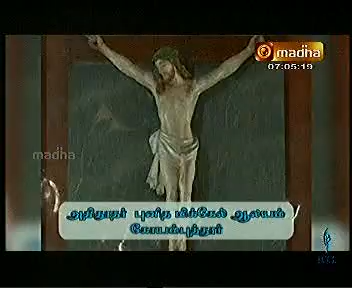 madha
07:05:19
madha
அதிதூதர் புனித மிக்கேல் ஆலயம்
கோயம்புத்தூர்